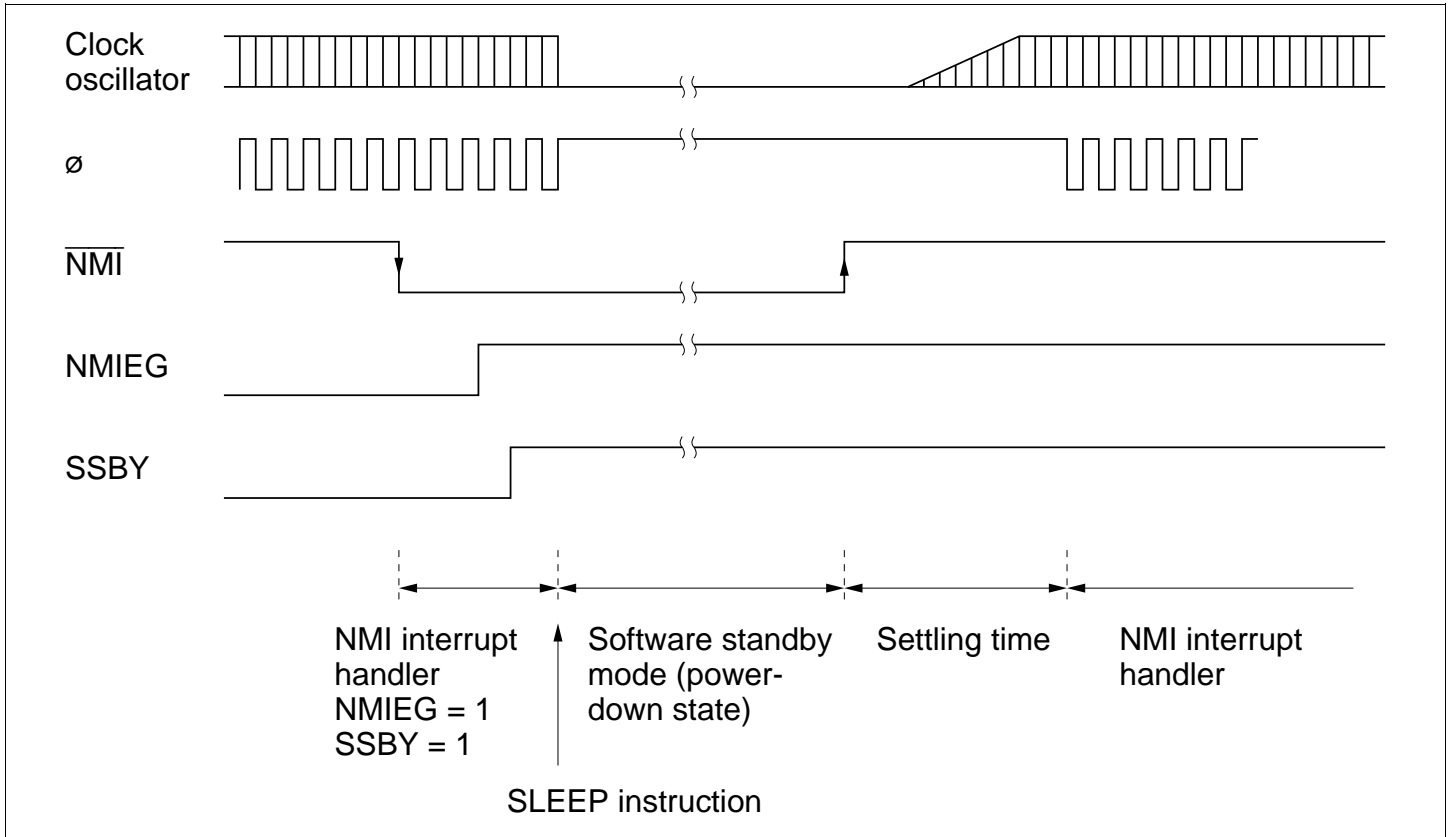 Clock
oscillator
ø
NMI
NMIEG
SSBY
NMI interrupt
handler
NMIEG = 1
SSBY = 1
Software standby
mode (power-
down state)
Settling time
NMI interrupt
handler
SLEEP instruction